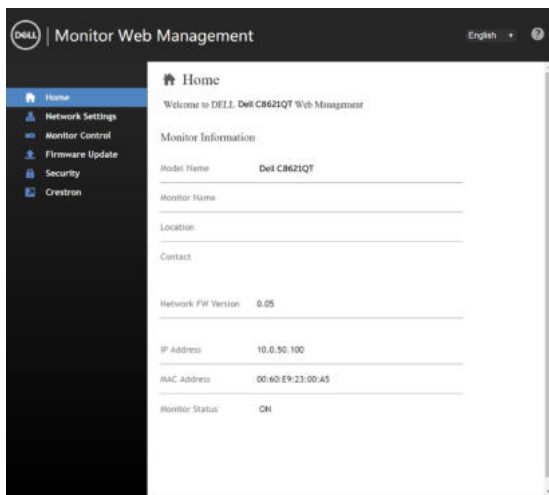 DELL | Monitor Web Management
English
?
Home
Network Settings
Monitor Control
Firmware Update
Security
Crestron
Home
Welcome to DELL Dell C8621QT Web Management
Monitor Information
Model Name Dell C8621QT
Monitor Name
Location
Contact
Network FW Version 0.05
IP Address 10.0.50.100
MAC Address 00:60:E9:23:00:A5
Monitor Status ON